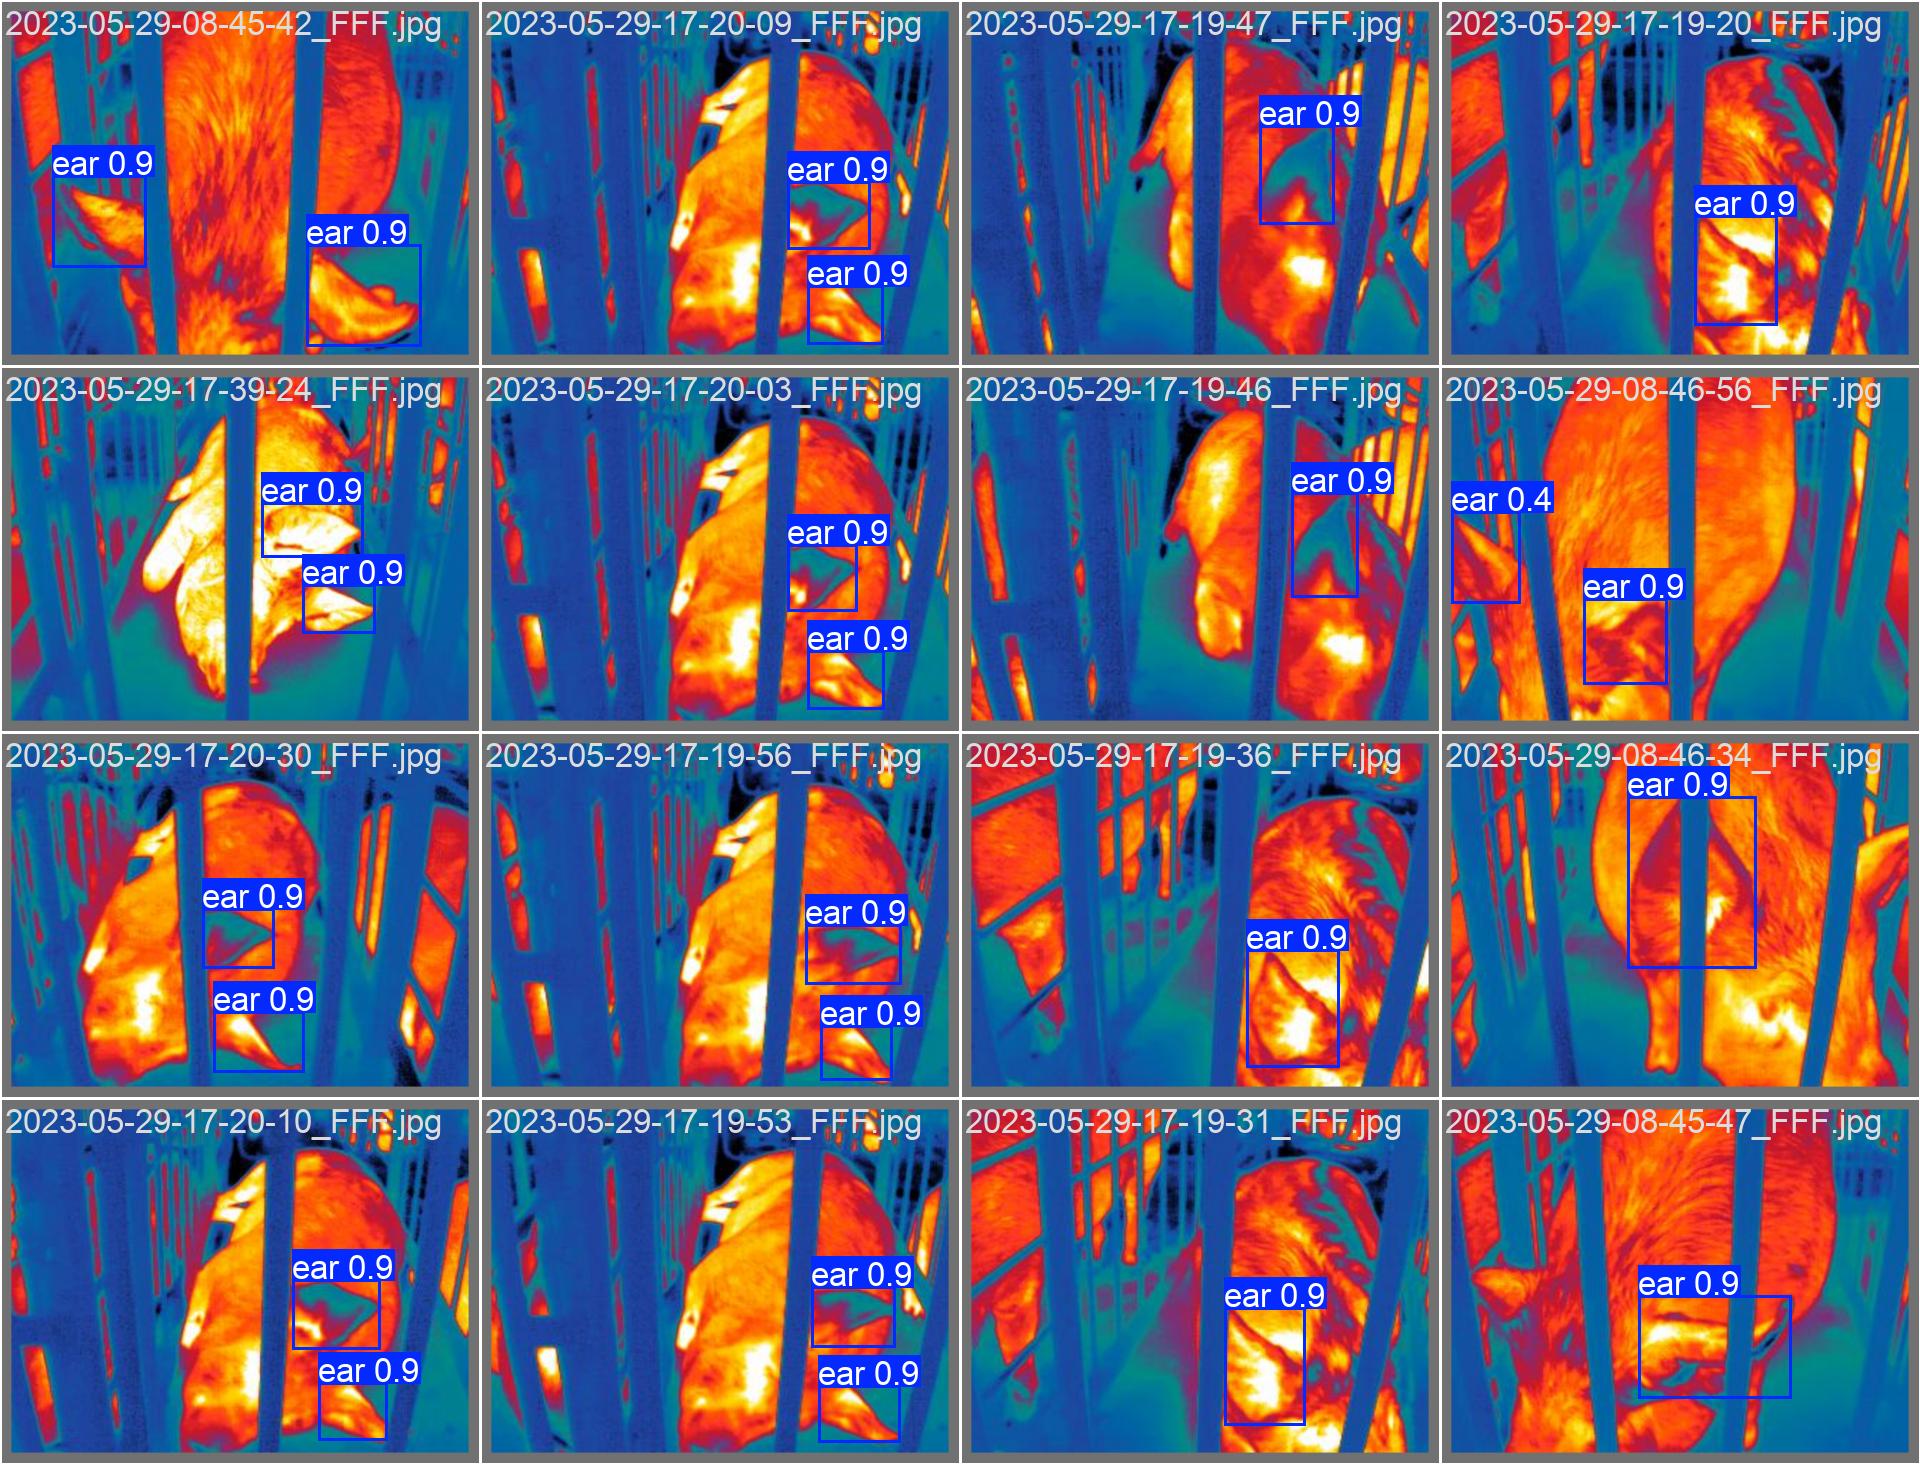 2023-05-29-08-45-42_FFF.jpg
ear 0.9
ear 0.9
2023-05-29-17-20-09_FFF.jpg
ear 0.9
ear 0.9
2023-05-29-17-19-47_FFF.jpg
ear 0.9
2023-05-29-17-19-20_FFF.jpg
ear 0.9
2023-05-29-17-39-24_FFF.jpg
ear 0.9
ear 0.9
2023-05-29-17-20-03_FFF.jpg
ear 0.9
ear 0.9
2023-05-29-17-19-46_FFF.jpg
ear 0.9
2023-05-29-08-46-56_FFF.jpg
ear 0.4
ear 0.9
2023-05-29-17-20-30_FFF.jpg
ear 0.9
ear 0.9
2023-05-29-17-19-56_FFF.jpg
ear 0.9
ear 0.9
2023-05-29-17-19-36_FFF.jpg
ear 0.9
2023-05-29-08-46-34_FFF.jpg
ear 0.9
2023-05-29-17-20-10_FFF.jpg
ear 0.9
ear 0.9
2023-05-29-17-19-53_FFF.jpg
ear 0.9
ear 0.9
2023-05-29-17-19-31_FFF.jpg
ear 0.9
2023-05-29-08-45-47_FFF.jpg
ear 0.9